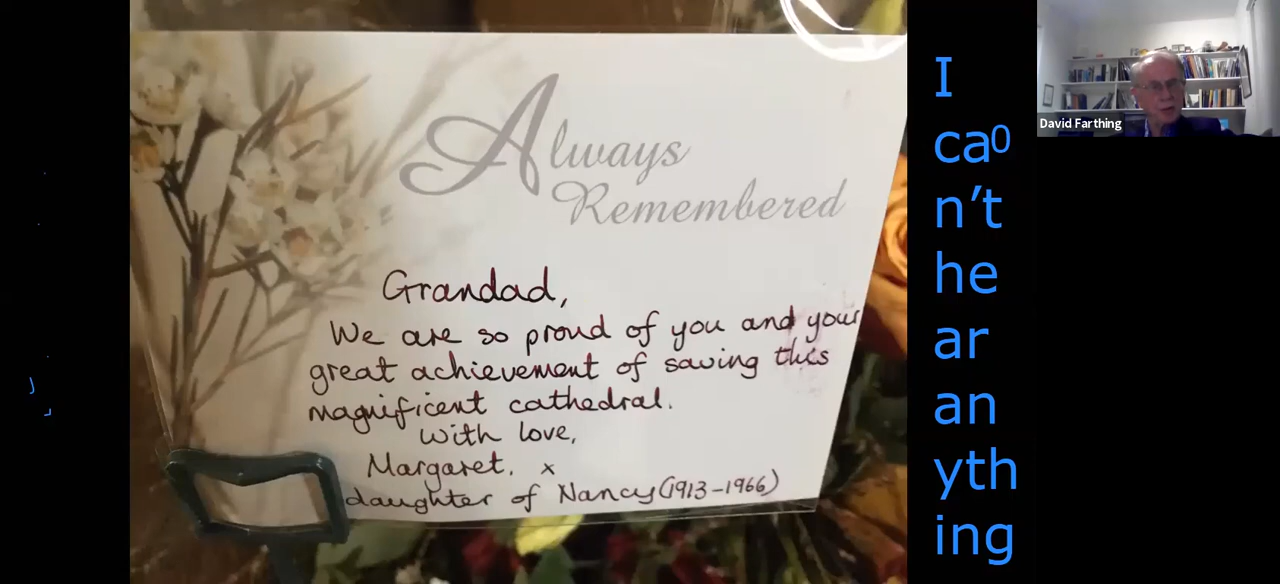 Always
Remembered
Grandad,
We are so proud of you and your
great achievement of saving this
magnificent cathedral.
With love,
Margaret. x
daughter of Nancy (1913-1966)
I
ca0
n't
he
ar
an
yth
ing
David Farthing